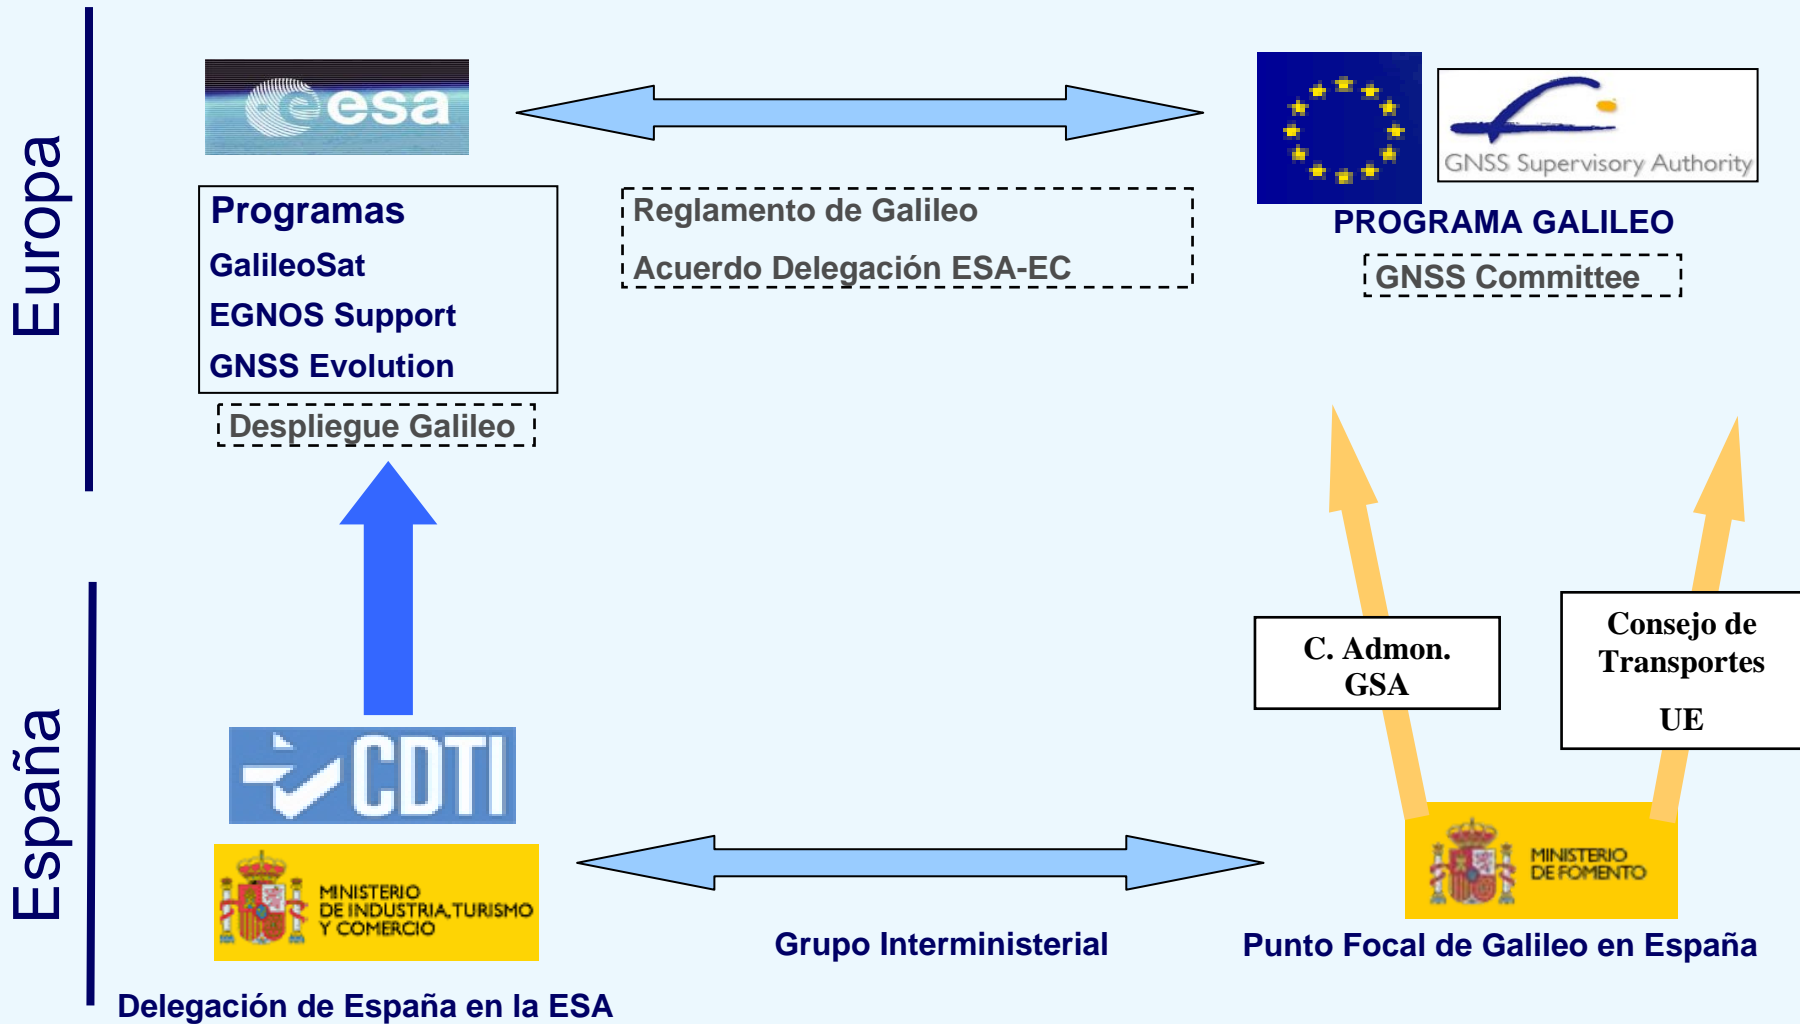 Europa
esa
GNSS Supervisory Authority
Programas
GalileoSat
EGNOS Support
GNSS Evolution
Despliegue Galileo
Reglamento de Galileo
Acuerdo Delegación ESA-EC
PROGRAMA GALILEO
GNSS Committee
España
C. Admon.
GSA
Consejo de
Transportes
UE
CDTI
MINISTERIO
DE INDUSTRIA, TURISMO
Y COMERCIO
MINISTERIO
DE FOMENTO
Grupo Interministerial
Punto Focal de Galileo en España
Delegación de España en la ESA